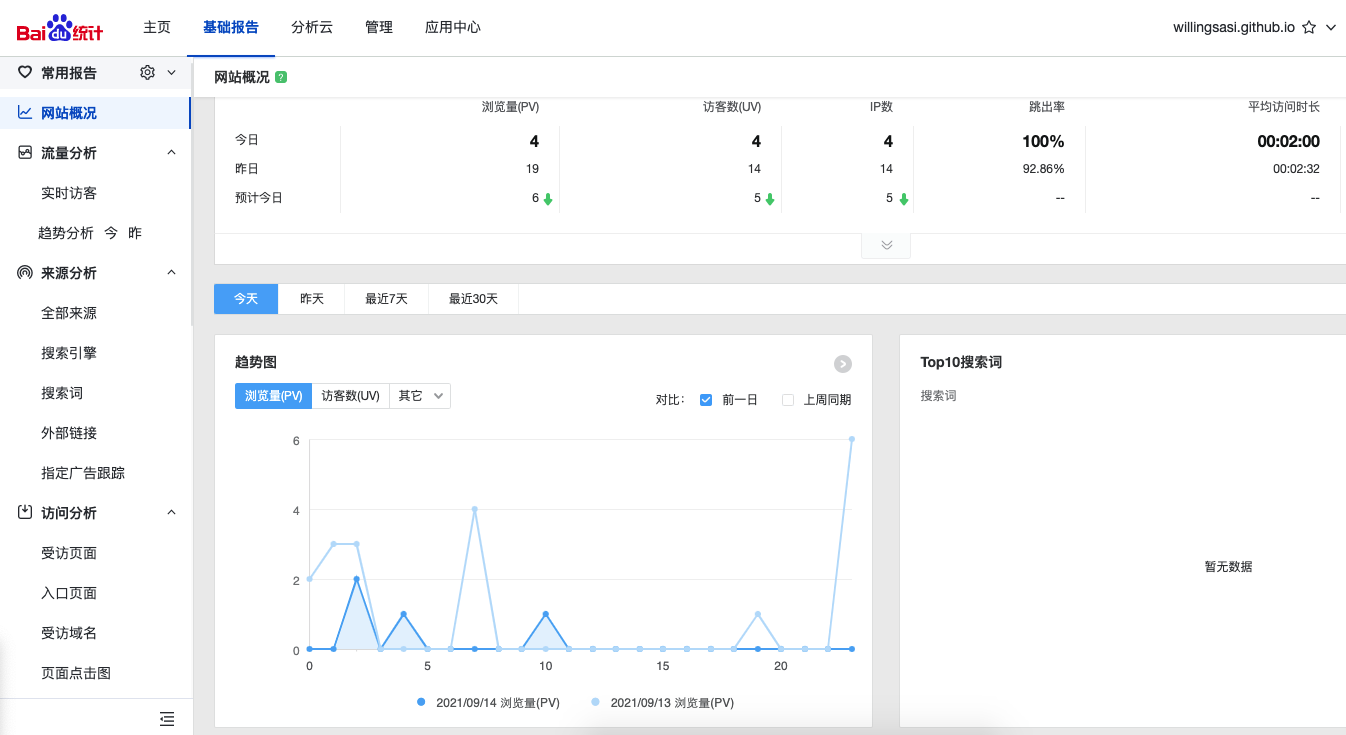 Bai du 统计 主页 基础报告 分析云 管理 应用中心 willingsasi.github.io
常用报告
网站概况
流量分析
实时访客
趋势分析 今 昨
来源分析
全部来源
搜索引擎
搜索词
外部链接
指定广告跟踪
访问分析
受访页面
入口页面
受访域名
页面点击图
网站概况 ?
浏览量(PV) 访客数(UV) IP数 跳出率 平均访问时长
今日 4 4 4 100% 00:02:00
昨日 19 14 14 92.86% 00:02:32
预计今日 6 5 5 -- --
今天 昨天 最近7天 最近30天
趋势图
浏览量(PV) 访客数(UV) 其它 对比： 前一日 上周同期
6
4
2
0
0 5 10 15 20
2021/09/14 浏览量(PV) 2021/09/13 浏览量(PV)
Top10搜索词
搜索词
暂无数据